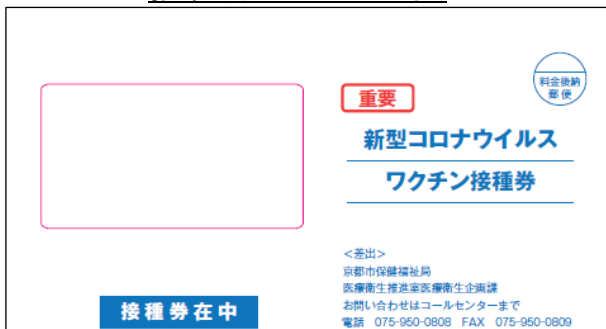 料金後納
郵便
重要
新型コロナウイルス
ワクチン接種券
<差出>
京都市保健福祉局
医療衛生推進室医療衛生企画課
お問い合わせはコールセンターまで
電話 075-950-0808 FAX 075-950-0809
接種券在中